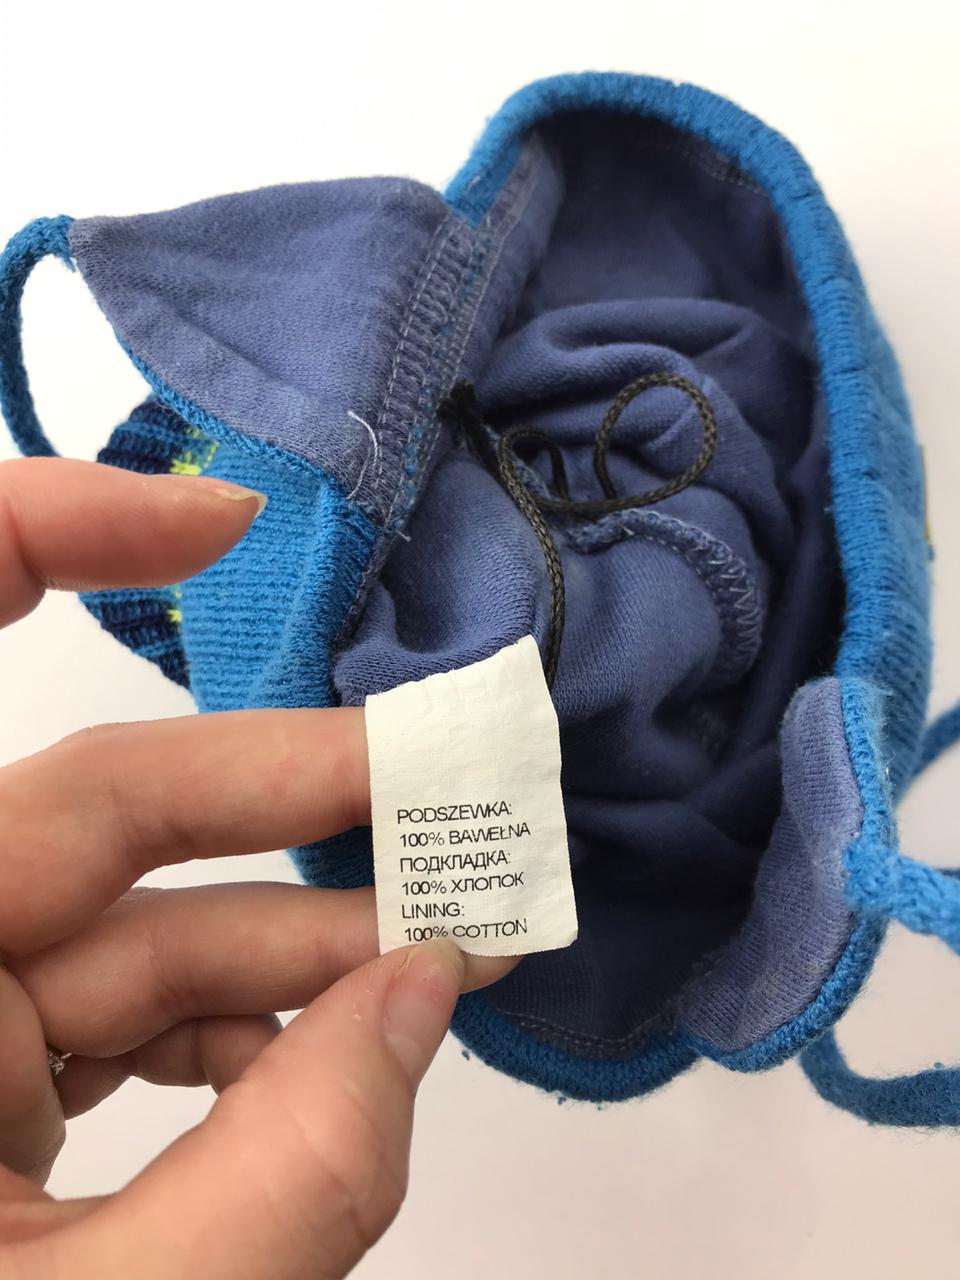 PODSZEWKA:
100% BAWEŁNA
ПОДКЛАДКА:
100% ХЛОПОК
LINING:
100% COTTON